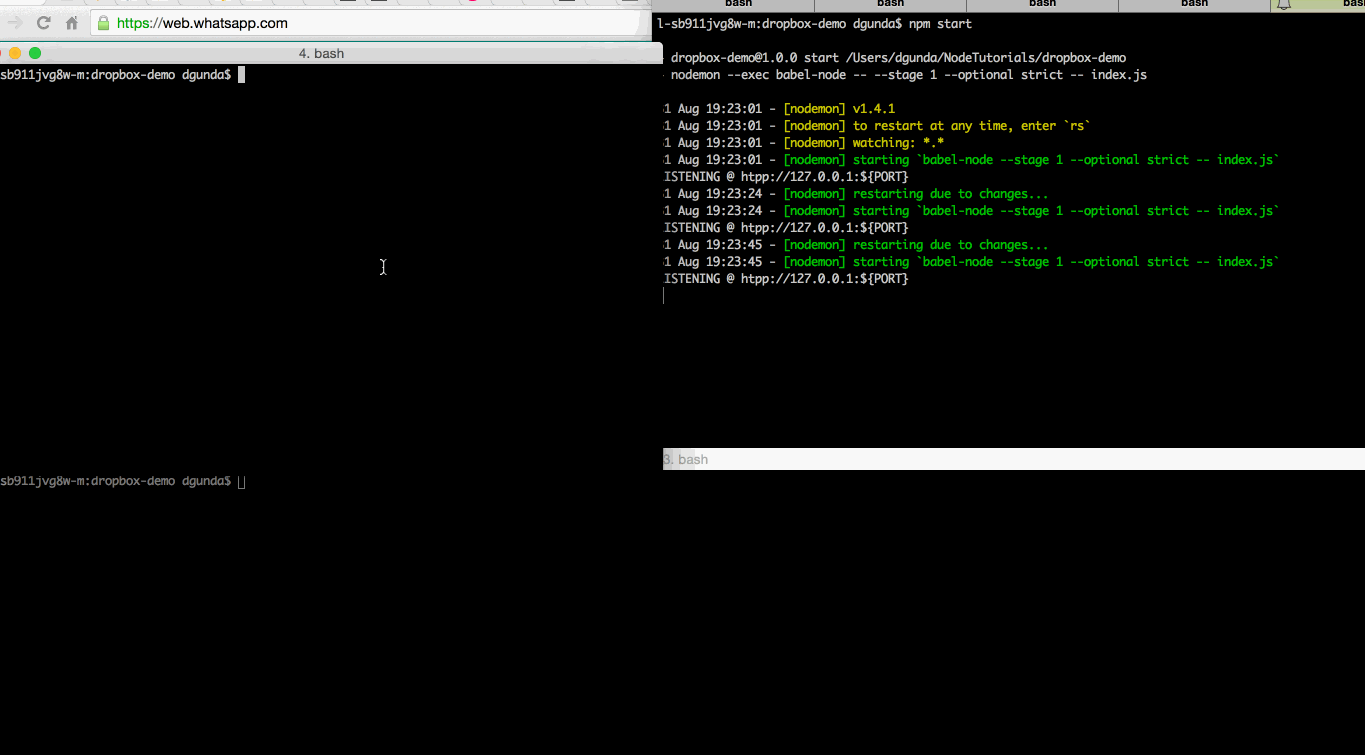 https://web.whatsapp.com
4. bash
sb911jvg8w-m:dropbox-demo dgunda$
sb911jvg8w-m:dropbox-demo dgunda$
bash bash bash bash bas
l-sb911jvg8w-m:dropbox-demo dgunda$ npm start
dropbox-demo@1.0.0 start /Users/dgunda/NodeTutorials/dropbox-demo
nodemon --exec babel-node -- --stage 1 --optional strict -- index.js
1 Aug 19:23:01 - [nodemon] v1.4.1
1 Aug 19:23:01 - [nodemon] to restart at any time, enter `rs`
1 Aug 19:23:01 - [nodemon] watching: *.*
1 Aug 19:23:01 - [nodemon] starting `babel-node --stage 1 --optional strict -- index.js`
ISTENING @ htpp://127.0.0.1:${PORT}
1 Aug 19:23:24 - [nodemon] restarting due to changes...
1 Aug 19:23:24 - [nodemon] starting `babel-node --stage 1 --optional strict -- index.js`
ISTENING @ htpp://127.0.0.1:${PORT}
1 Aug 19:23:45 - [nodemon] restarting due to changes...
1 Aug 19:23:45 - [nodemon] starting `babel-node --stage 1 --optional strict -- index.js`
ISTENING @ htpp://127.0.0.1:${PORT}
3. bash